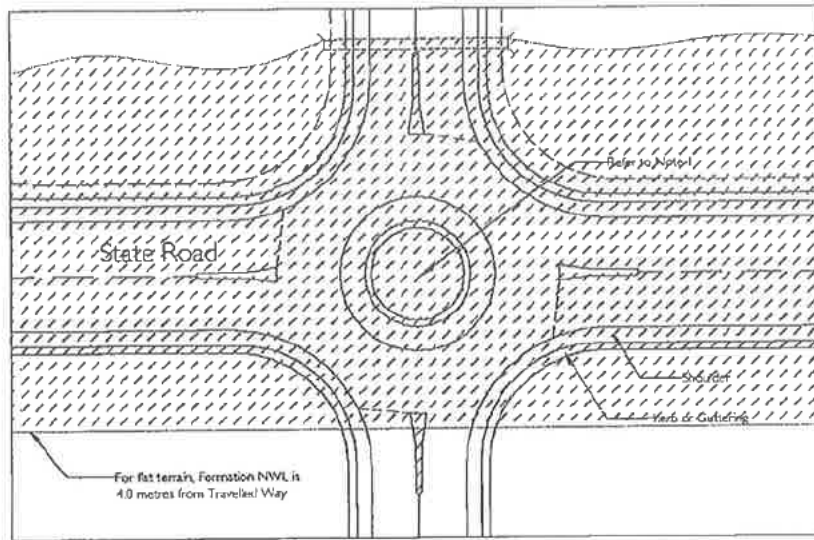 Refer to Note 1
State Road
Shoulder
Kerb or Guttering
For flat terrain, Formation NWL is
4.0 metres from Travelled Way